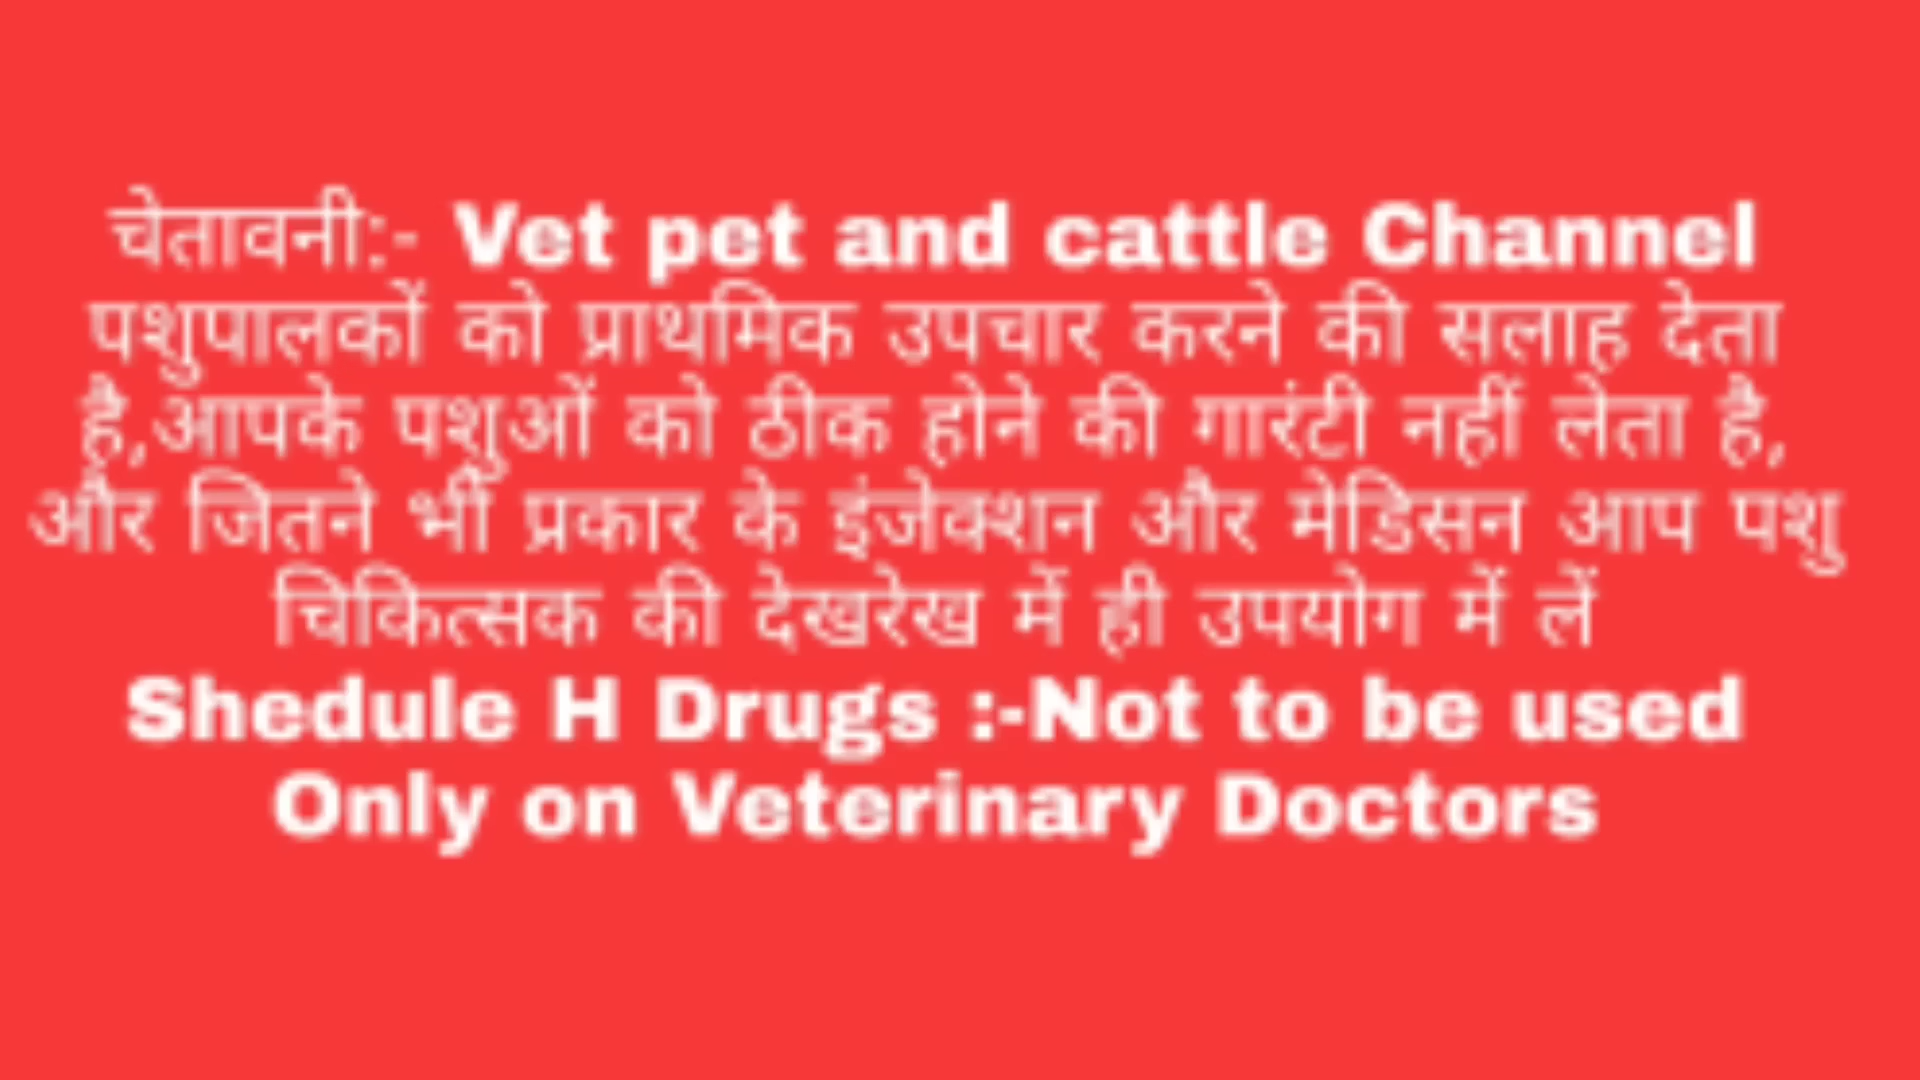 चेतावनी:- Vet pet and cattle Channel
पशुपालकों को प्राथमिक उपचार करने की सलाह देता
है,आपके पशुओं को ठीक होने की गारंटी नहीं लेता है,
और जितने भी प्रकार के इंजेक्शन और मेडिसन आप पशु
चिकित्सक की देखरेख में ही उपयोग में लें
Shedule H Drugs :-Not to be used
Only on Veterinary Doctors